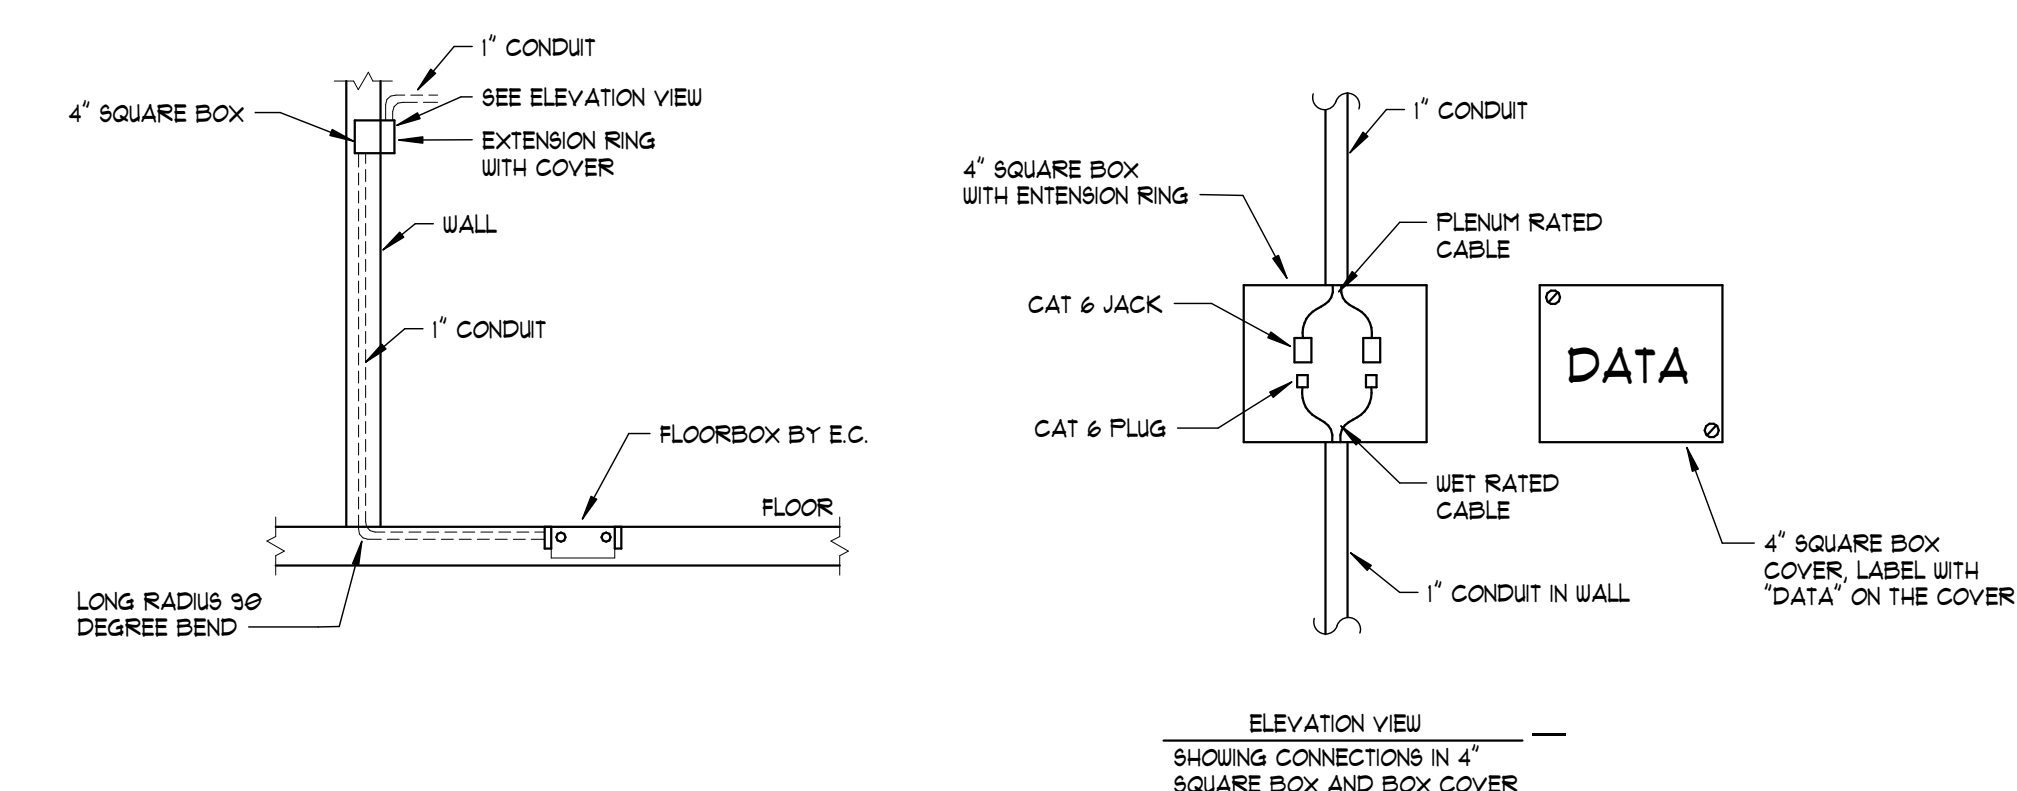 1" CONDUIT
SEE ELEVATION VIEW
4" SQUARE BOX
EXTENSION RING
WITH COVER
WALL
1" CONDUIT
FLOORBOX BY E.C.
FLOOR
LONG RADIUS 90
DEGREE BEND
1" CONDUIT
4" SQUARE BOX
WITH ENTENSION RING
PLENUM RATED
CABLE
CAT 6 JACK
CAT 6 PLUG
WET RATED
CABLE
1" CONDUIT IN WALL
DATA
4" SQUARE BOX
COVER, LABEL WITH
"DATA" ON THE COVER
ELEVATION VIEW
SHOWING CONNECTIONS IN 4"
SQUARE BOX AND BOX COVER